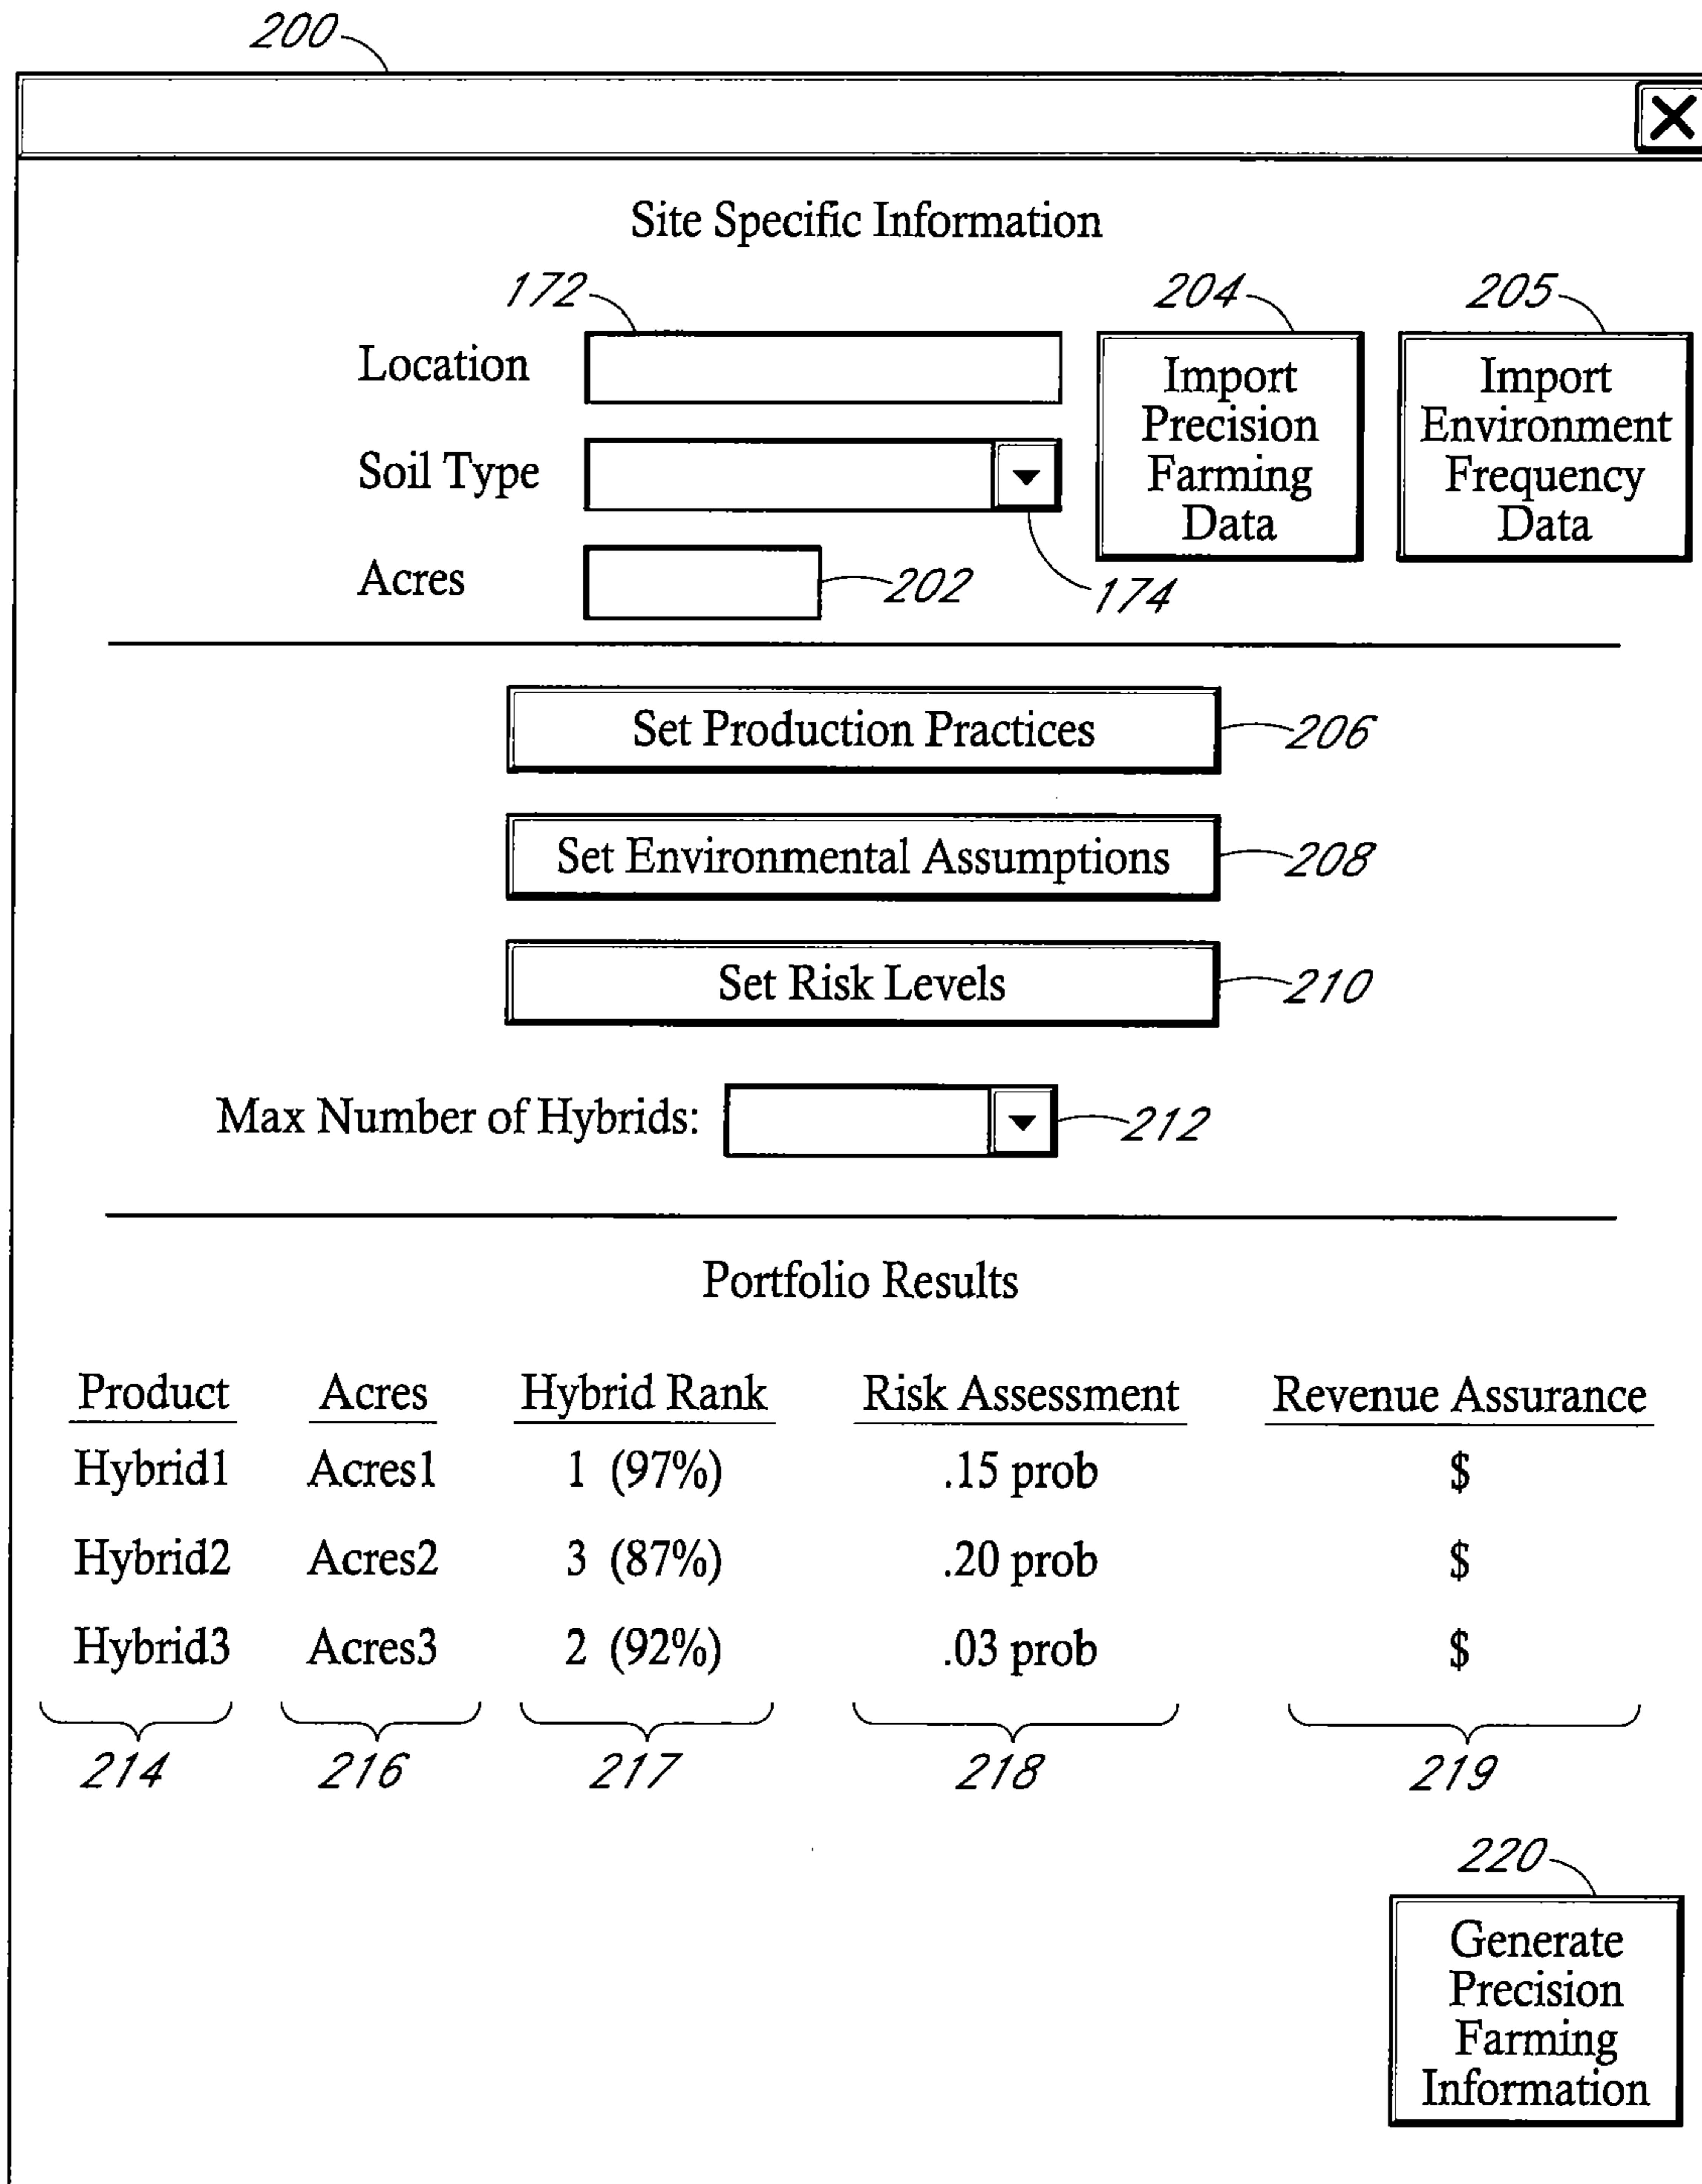 200
Site Specific Information
172
204
205
Location
Import
Precision
Farming
Data
Import
Environment
Frequency
Data
Soil Type
Acres
202
174
Set Production Practices
206
Set Environmental Assumptions
208
Set Risk Levels
210
Max Number of Hybrids:
212
Portfolio Results
Product Acres Hybrid Rank Risk Assessment Revenue Assurance
Hybrid1 Acres1 1 (97%) .15 prob $
Hybrid2 Acres2 3 (87%) .20 prob $
Hybrid3 Acres3 2 (92%) .03 prob $
214 216 217 218 219
220
Generate
Precision
Farming
Information